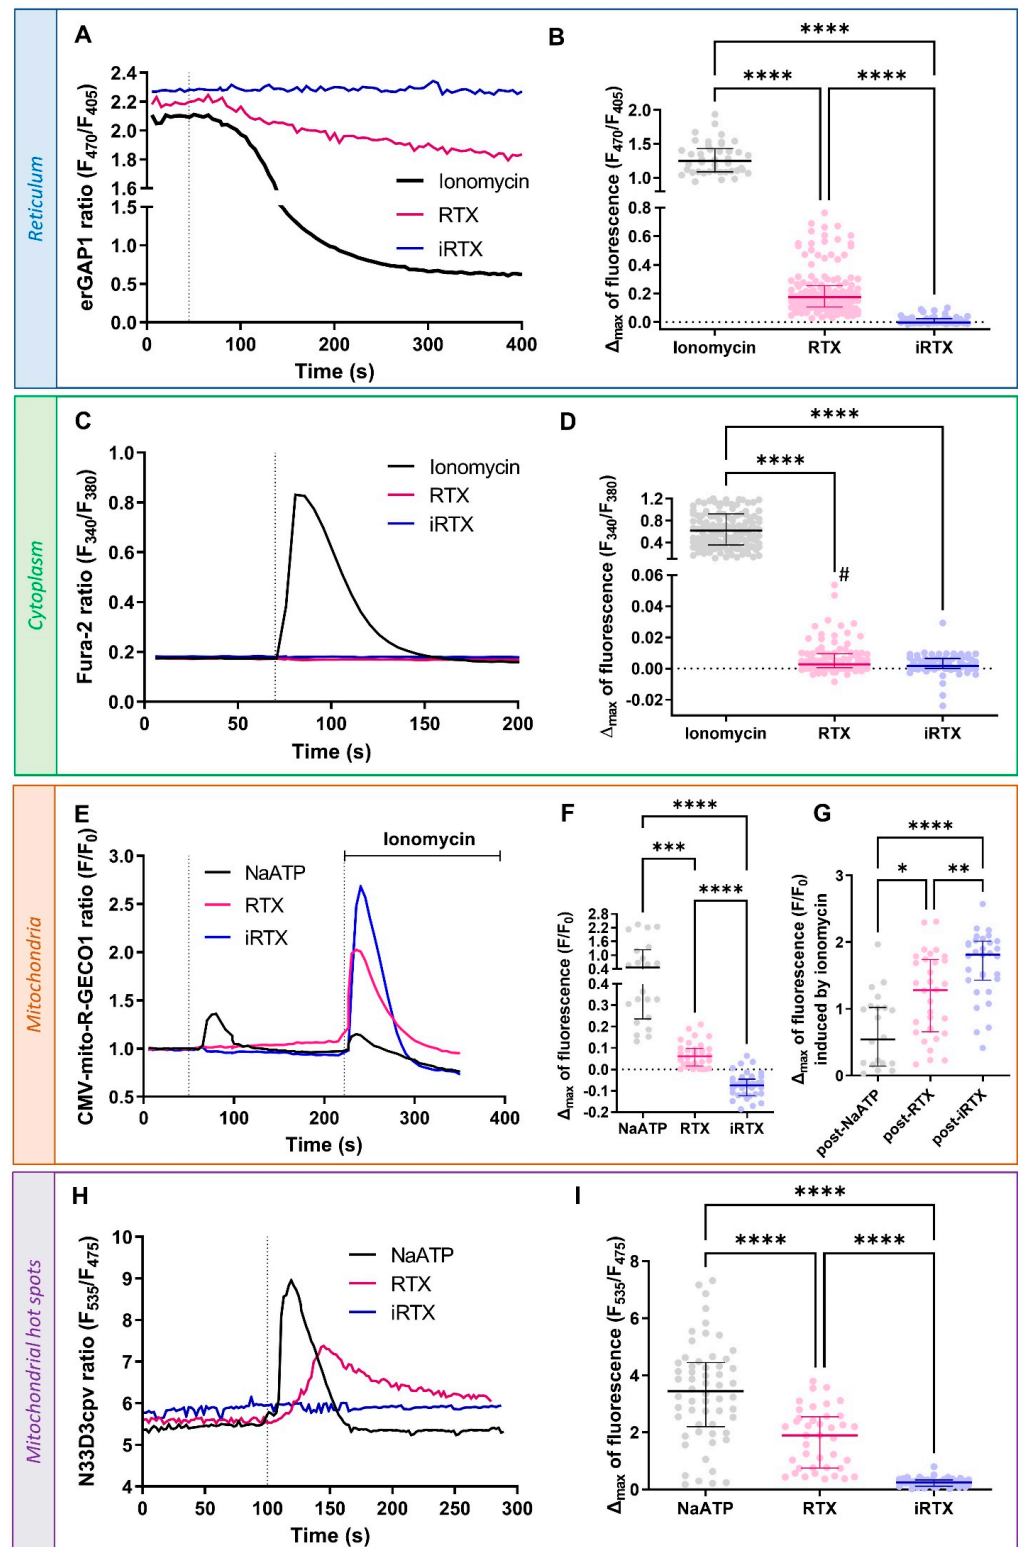 Reticulum
A
erGAP1 ratio (F470/F405)
2.4
2.2
2.0
1.8
1.6
1.5
1.0
0.5
0.0
Ionomycin
RTX
iRTX
0 100 200 300 400
Time (s)
B
****
**** ****
Δmax of fluorescence (F470/F405)
2.0
1.0
0.8
0.6
0.4
0.2
0.0
Ionomycin RTX iRTX
Cytoplasm
C
Fura-2 ratio (F340/F380)
1.0
0.8
0.6
0.4
0.2
0.0
Ionomycin
RTX
iRTX
0 50 100 150 200
Time (s)
D
****
****
#
Δmax of fluorescence (F340/F380)
1.2
0.8
0.4
0.06
0.04
0.02
0.00
-0.02
Ionomycin RTX iRTX
Mitochondria
E
CMV-mito-R-GECO1 ratio (F/F0)
Ionomycin
3.0
2.5
2.0
1.5
1.0
0.5
NaATP
RTX
iRTX
0 100 200 300 400
Time (s)
F
****
***
****
Δmax of fluorescence (F/F0)
2.8
2.2
1.6
1.0
0.4
0.4
0.2
0.1
0.0
-0.1
-0.2
NaATP RTX iRTX
G
****
* **
Δmax of fluorescence (F/F0)
induced by ionomycin
3
2
1
0
post-NaATP
post-RTX
post-iRTX
Mitochondrial hot spots
H
N33D3cpv ratio (F535/F475)
10
9
8
7
6
5
4
NaATP
RTX
iRTX
0 50 100 150 200 250 300
Time (s)
I
****
**** ****
Δmax of fluorescence (F535/F475)
8
6
4
2
0
NaATP RTX iRTX